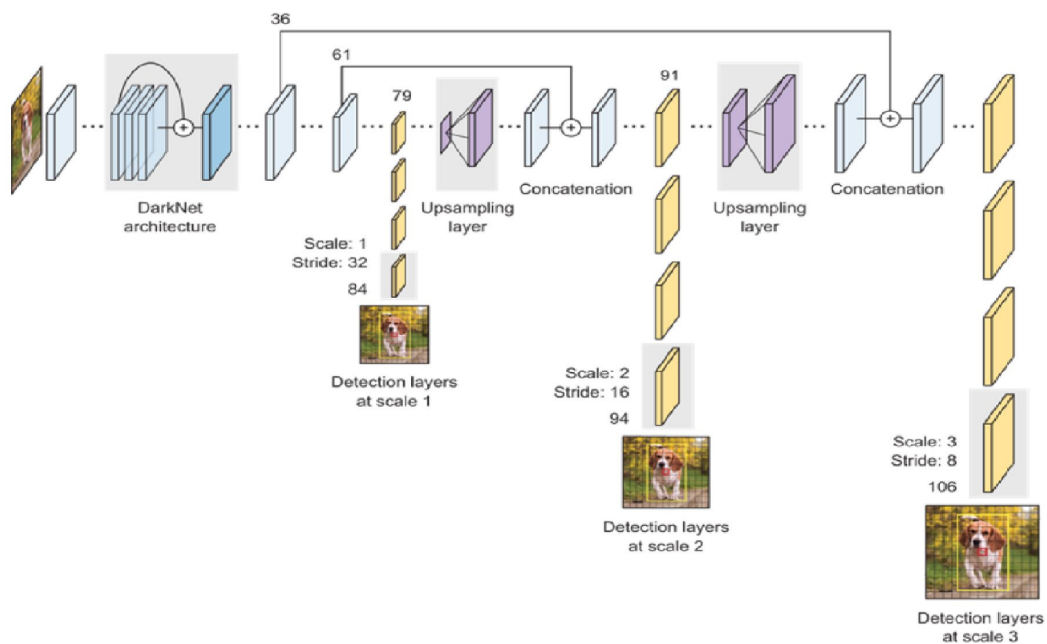 36
61
79
91
DarkNet
architecture
Upsampling
layer
Concatenation
Upsampling
layer
Concatenation
Scale: 1
Stride: 32
84
Detection layers
at scale 1
Scale: 2
Stride: 16
94
Detection layers
at scale 2
Scale: 3
Stride: 8
106
Detection layers
at scale 3